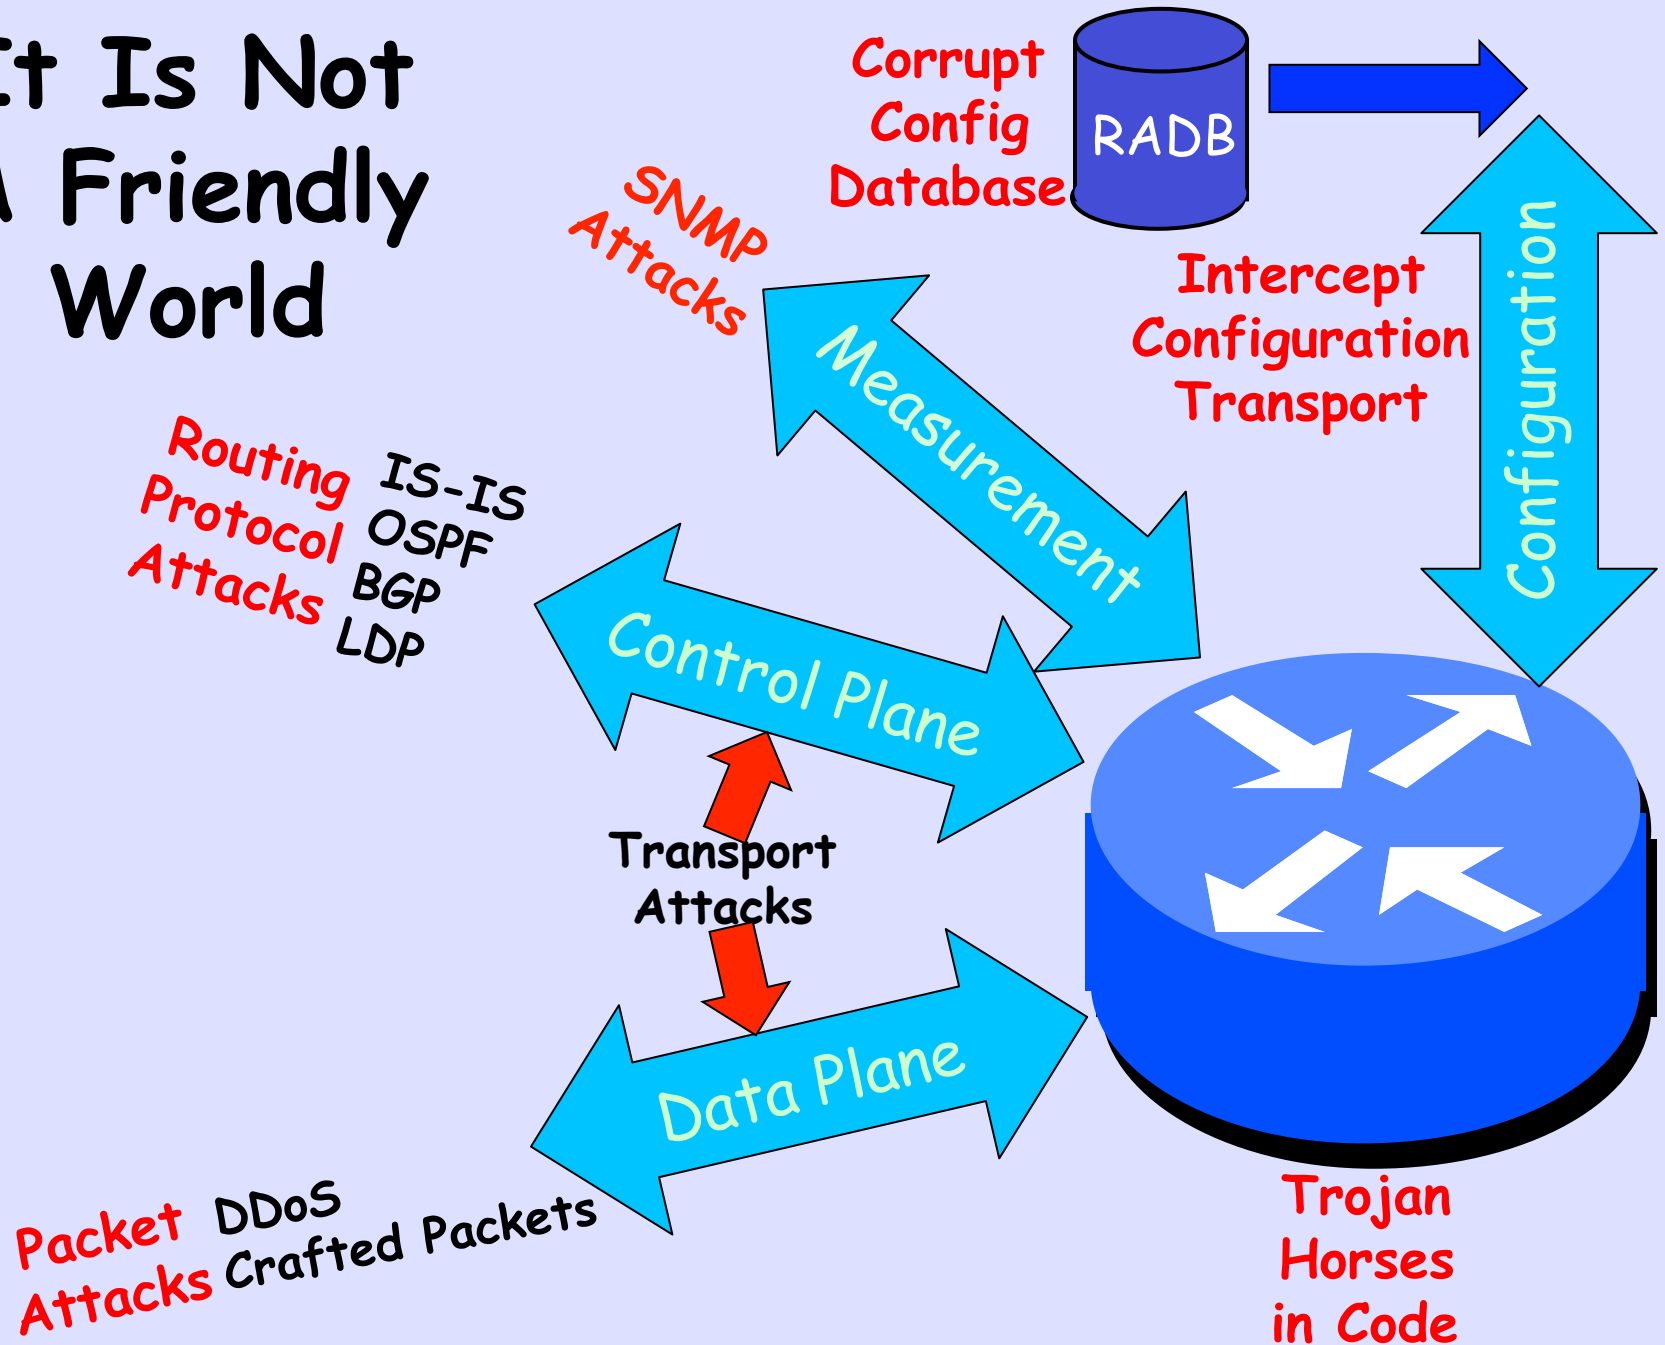 It Is Not
A Friendly
World
Corrupt
Config
Database
RADB
SNMP
Attacks
Intercept
Configuration
Transport
Configuration
Measurement
Routing
Protocol
Attacks
IS-IS
OSPF
BGP
LDP
Control Plane
Transport
Attacks
Data Plane
Packet
Attacks
DDoS
Crafted Packets
Trojan
Horses
in Code